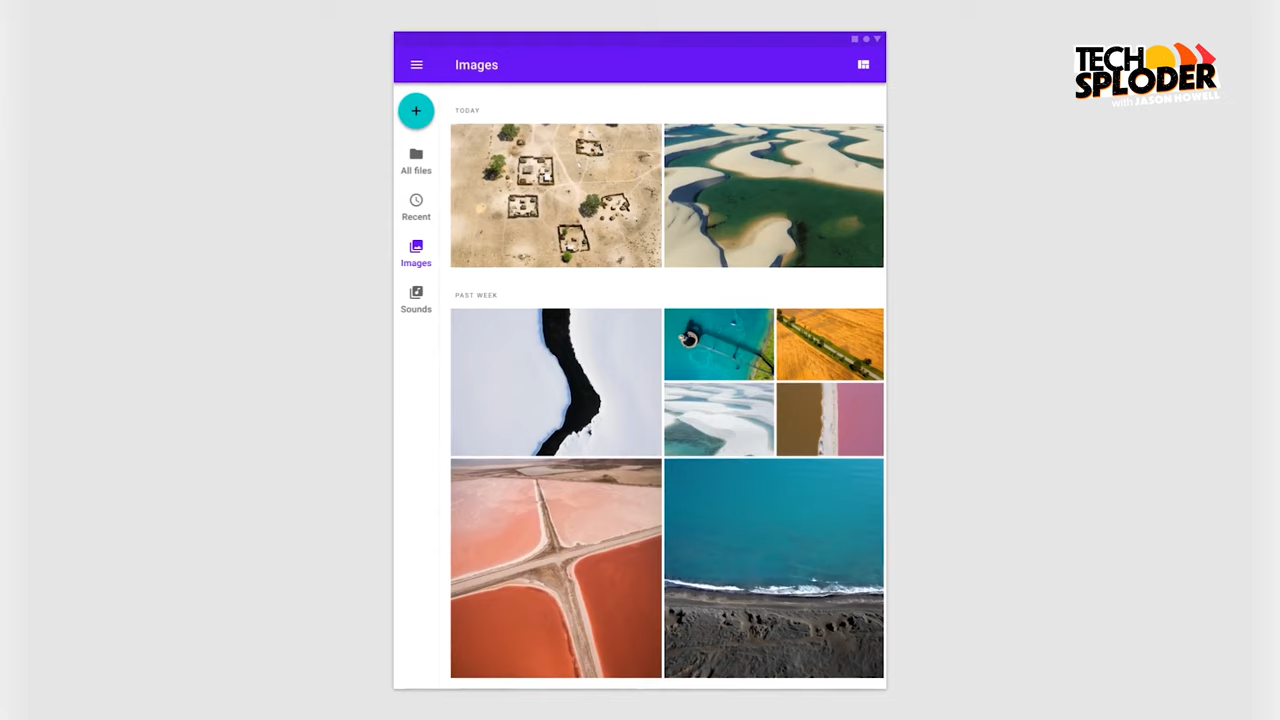 Images
TODAY
All files
Recent
Images
Sounds
PAST WEEK
TECH
SPLODER
with JASON HOWELL